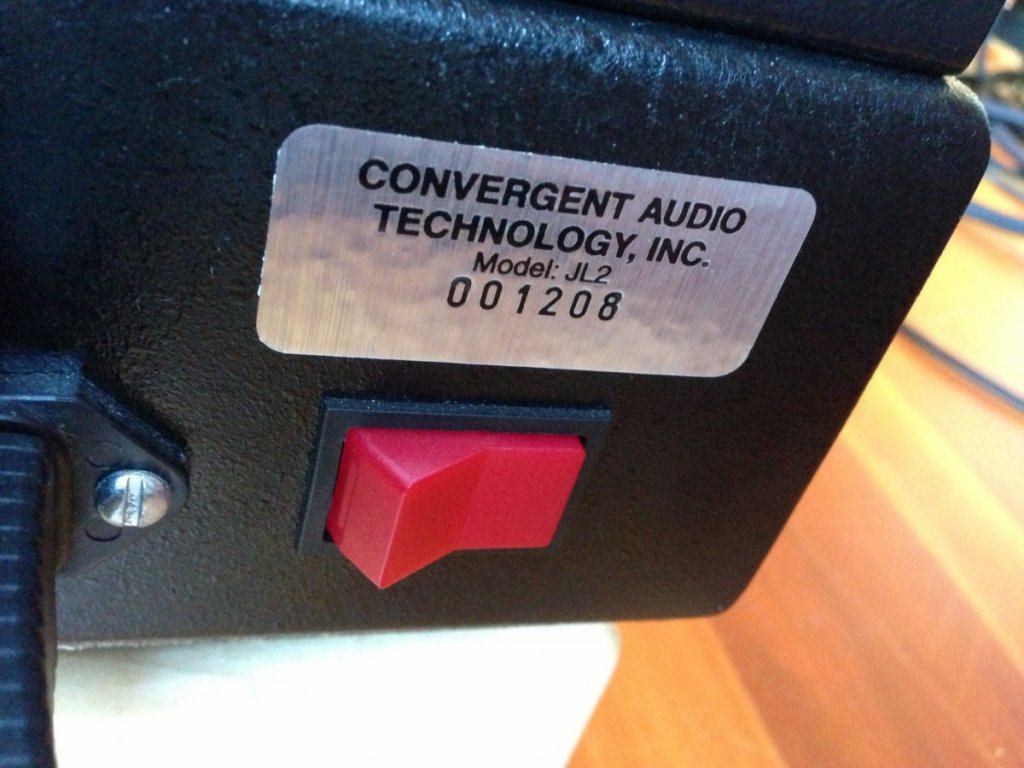 CONVERGENT AUDIO
TECHNOLOGY, INC.
Model: JL2
001208